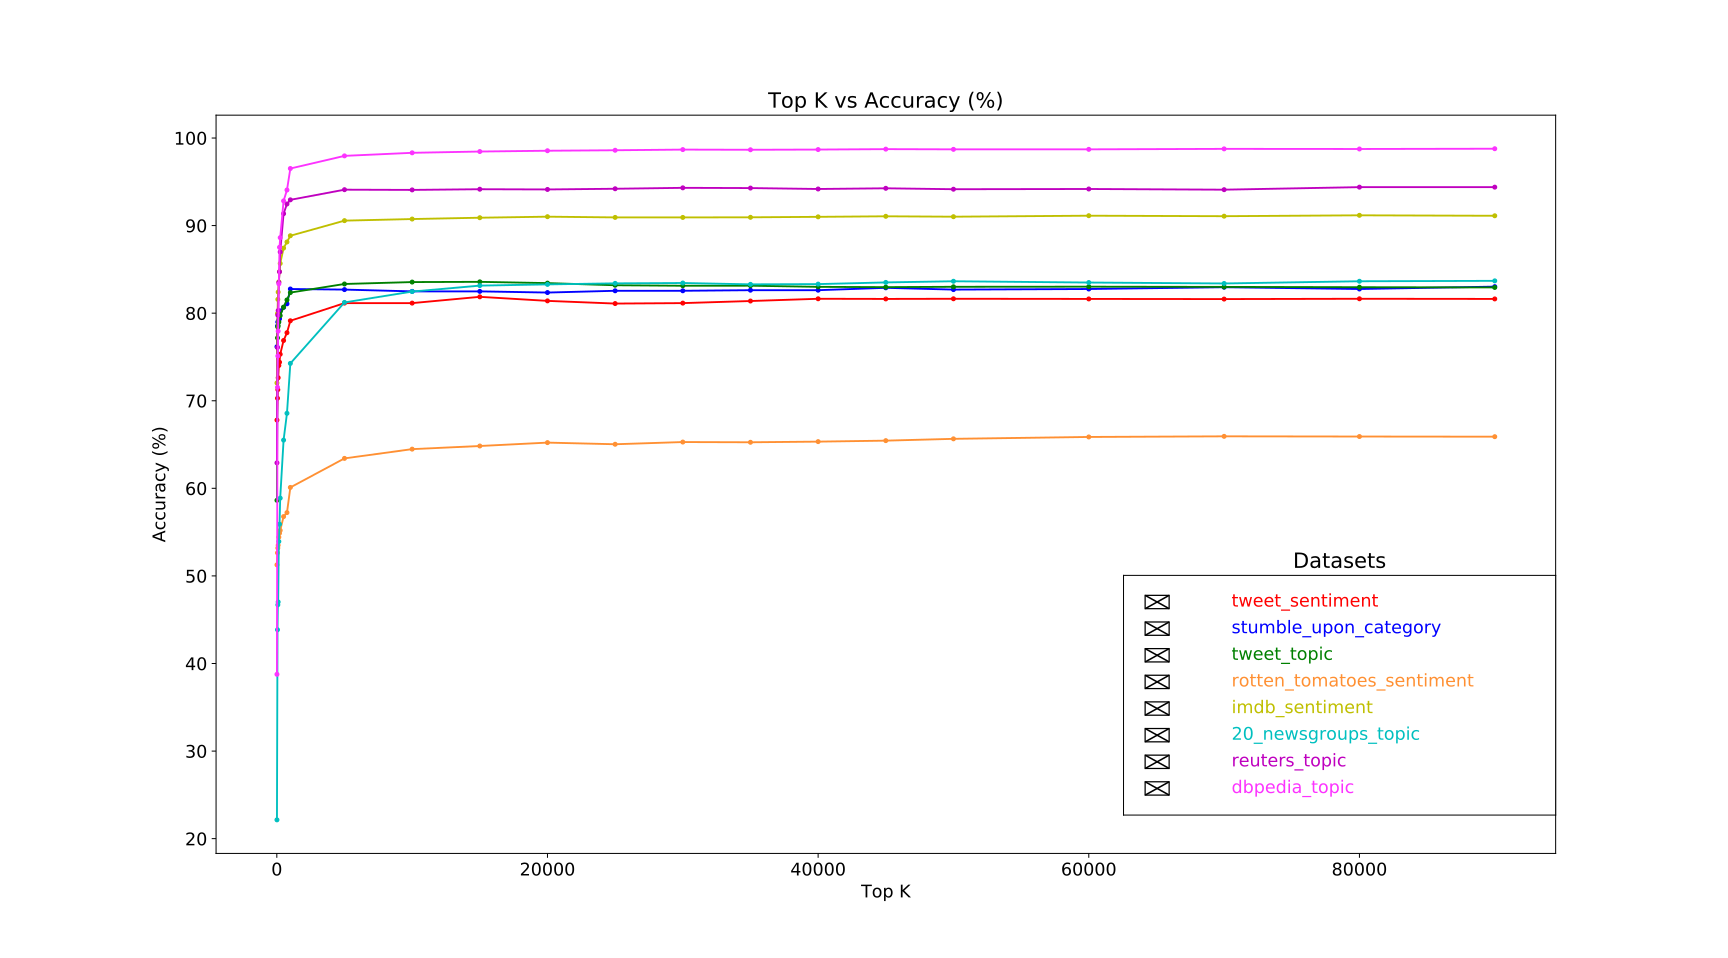 Top K vs Accuracy (%)
100
90
80
70
60
50
40
30
20
Accuracy (%)
0 20000 40000 60000 80000
Top K
Datasets
tweet_sentiment
stumble_upon_category
tweet_topic
rotten_tomatoes_sentiment
imdb_sentiment
20_newsgroups_topic
reuters_topic
dbpedia_topic